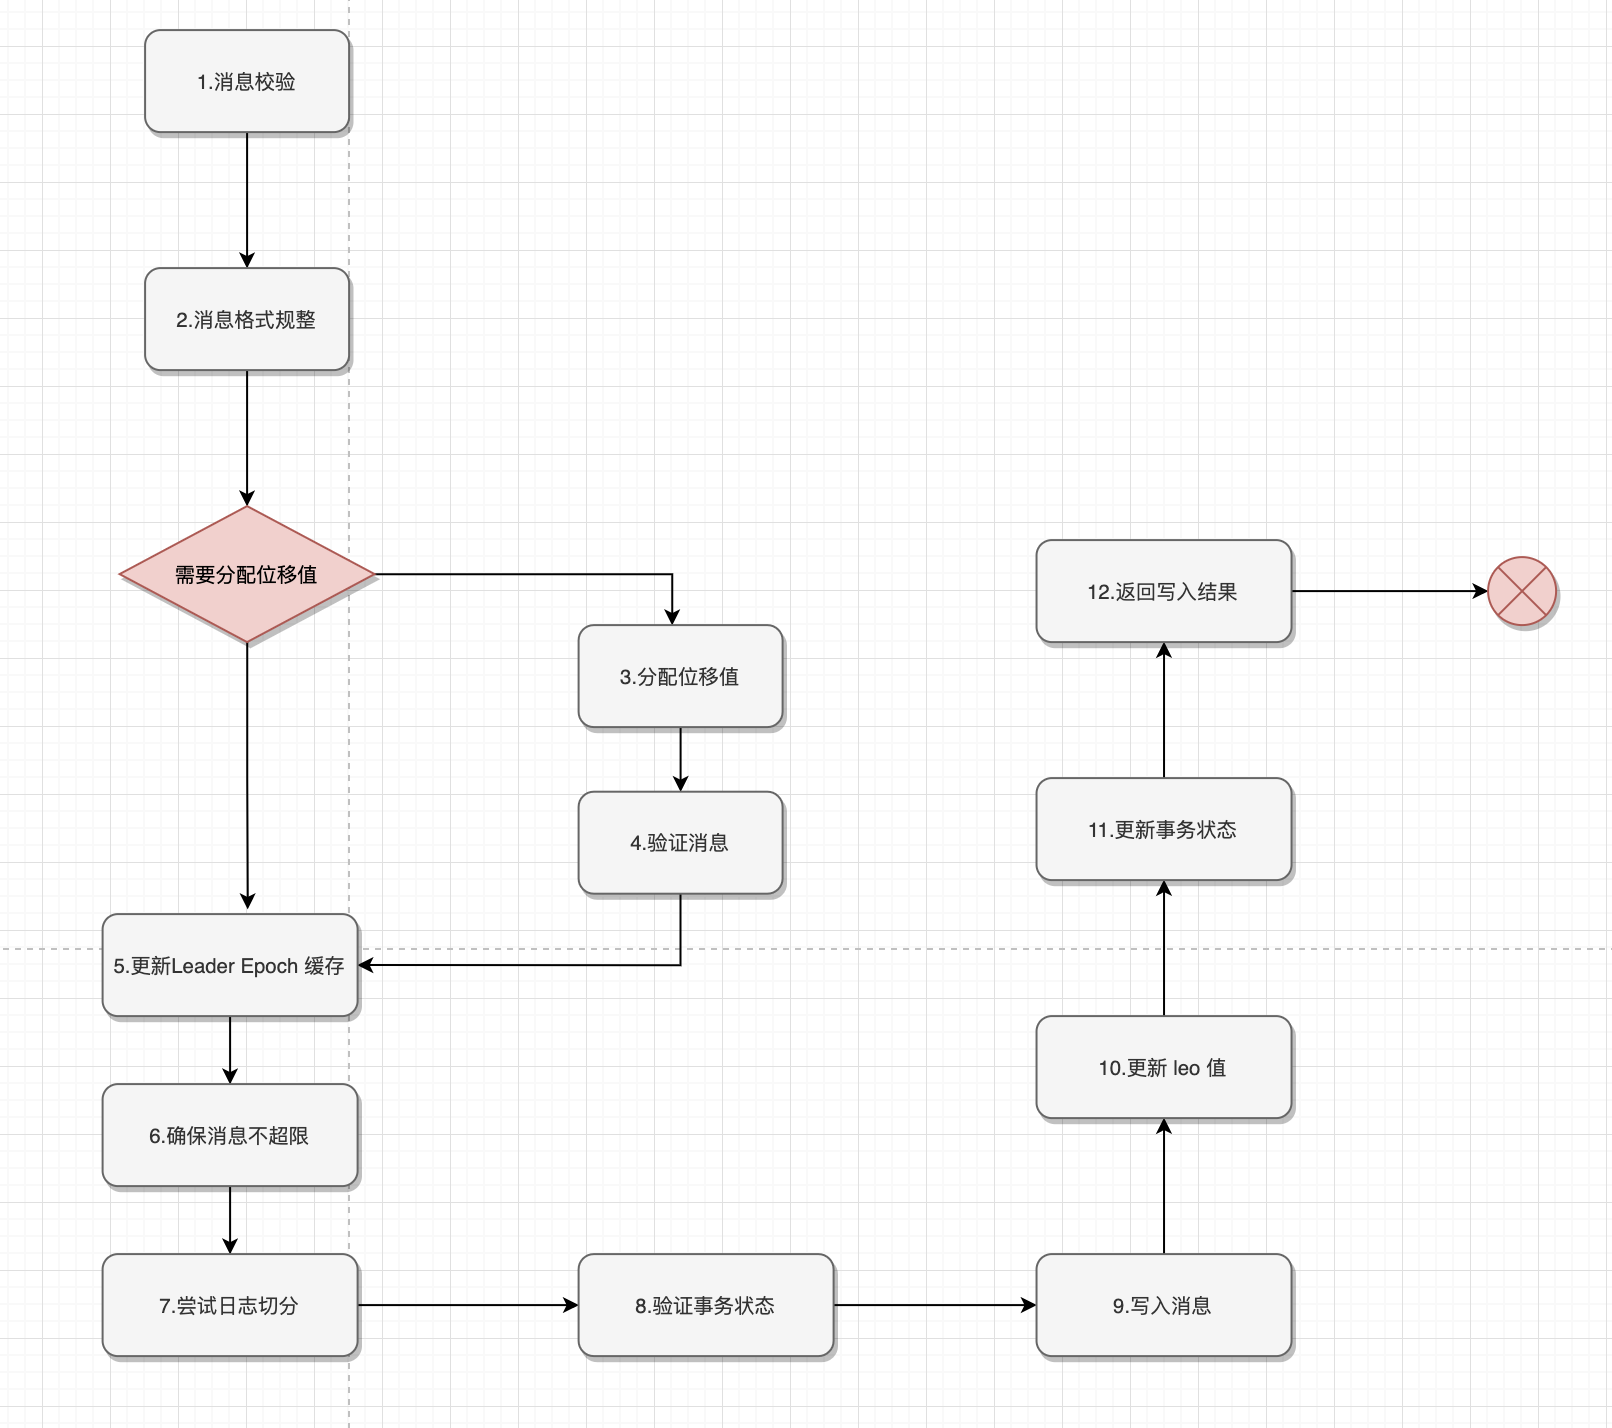 1.消息校验
2.消息格式规整
需要分配位移值
3.分配位移值
4.验证消息
5.更新Leader Epoch 缓存
6.确保消息不超限
7.尝试日志切分
8.验证事务状态
9.写入消息
10.更新 leo 值
11.更新事务状态
12.返回写入结果